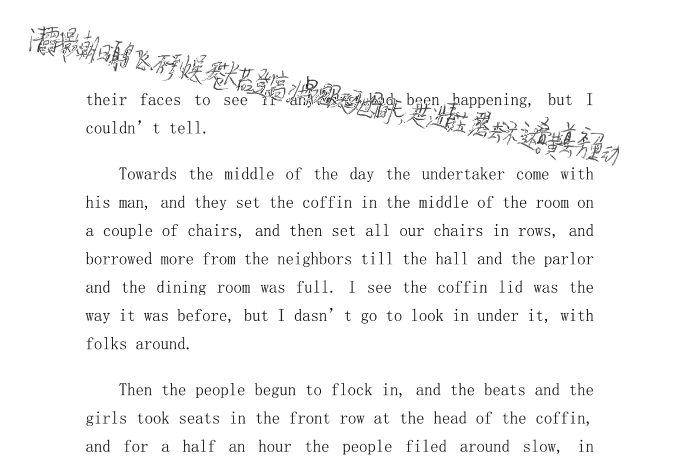 their faces to see if had been happening, but I
couldn’t tell.
Towards the middle of the day the undertaker come with
his man, and they set the coffin in the middle of the room on
a couple of chairs, and then set all our chairs in rows, and
borrowed more from the neighbors till the hall and the parlor
and the dining room was full. I see the coffin lid was the
way it was before, but I dasn’t go to look in under it, with
folks around.
Then the people begun to flock in, and the beats and the
girls took seats in the front row at the head of the coffin,
and for a half an hour the people filed around slow, in